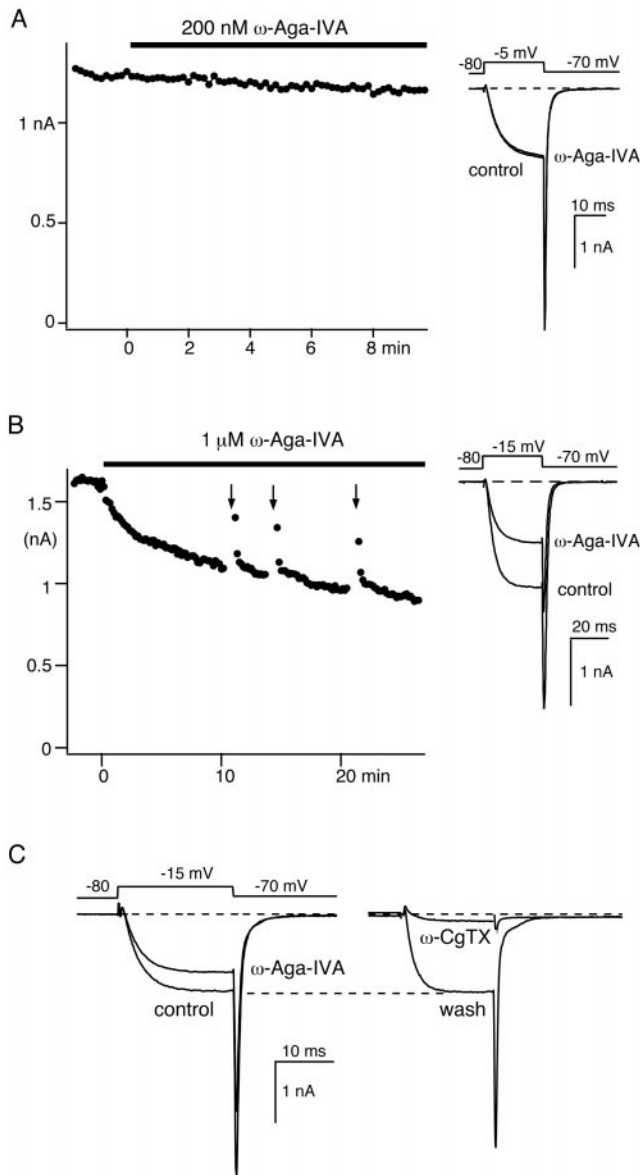 A
200 nM ω-Aga-IVA
1 nA
0.5
0
0
2
4
6
8 min
-80
-5 mV
-70 mV
control
ω-Aga-IVA
10 ms
1 nA
B
1 μM ω-Aga-IVA
1.5
(nA)
1
0.5
0
0
10
20 min
-80
-15 mV
-70 mV
ω-Aga-IVA
control
20 ms
1 nA
C
-80
-15 mV
-70 mV
ω-Aga-IVA
control
10 ms
1 nA
ω-CgTX
wash